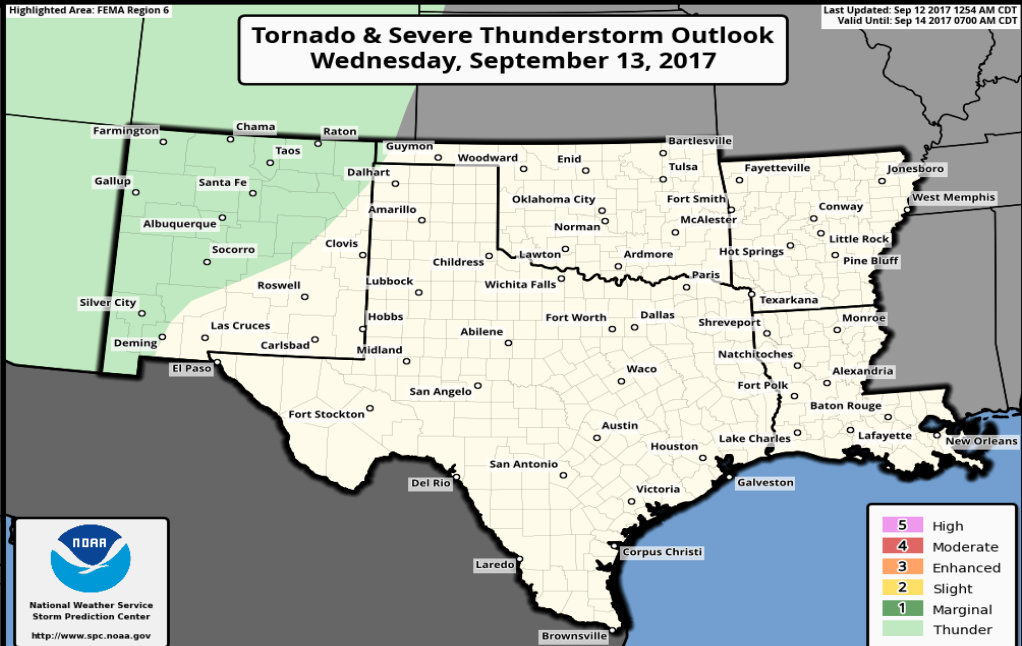 Highlighted Area: FEMA Region 6
Last Updated: Sep 12 2017 1254 AM CDT
Valid Until: Sep 14 2017 0700 AM CDT
Tornado & Severe Thunderstorm Outlook
Wednesday, September 13, 2017
Farmington
Chama
Raton
Taos
Guymon
Woodward
Enid
Bartlesville
Tulsa
Fayetteville
Jonesboro
Dalhart
Gallup
Santa Fe
Oklahoma City
Fort Smith
West Memphis
Amarillo
Conway
Albuquerque
Norman
McAlester
Little Rock
Socorro
Clovis
Childress
Lawton
Ardmore
Hot Springs
Pine Bluff
Roswell
Lubbock
Wichita Falls
Paris
Silver City
Texarkana
Las Cruces
Hobbs
Abilene
Fort Worth
Dallas
Shreveport
Monroe
Deming
Carlsbad
Midland
Natchitoches
El Paso
Waco
Alexandria
San Angelo
Fort Polk
Fort Stockton
Baton Rouge
Austin
Lake Charles
Lafayette
New Orleans
Houston
San Antonio
Del Rio
Victoria
Galveston
Corpus Christi
Laredo
Brownsville
NOAA
National Weather Service
Storm Prediction Center
http://www.spc.noaa.gov
5 High
4 Moderate
3 Enhanced
2 Slight
1 Marginal
Thunder